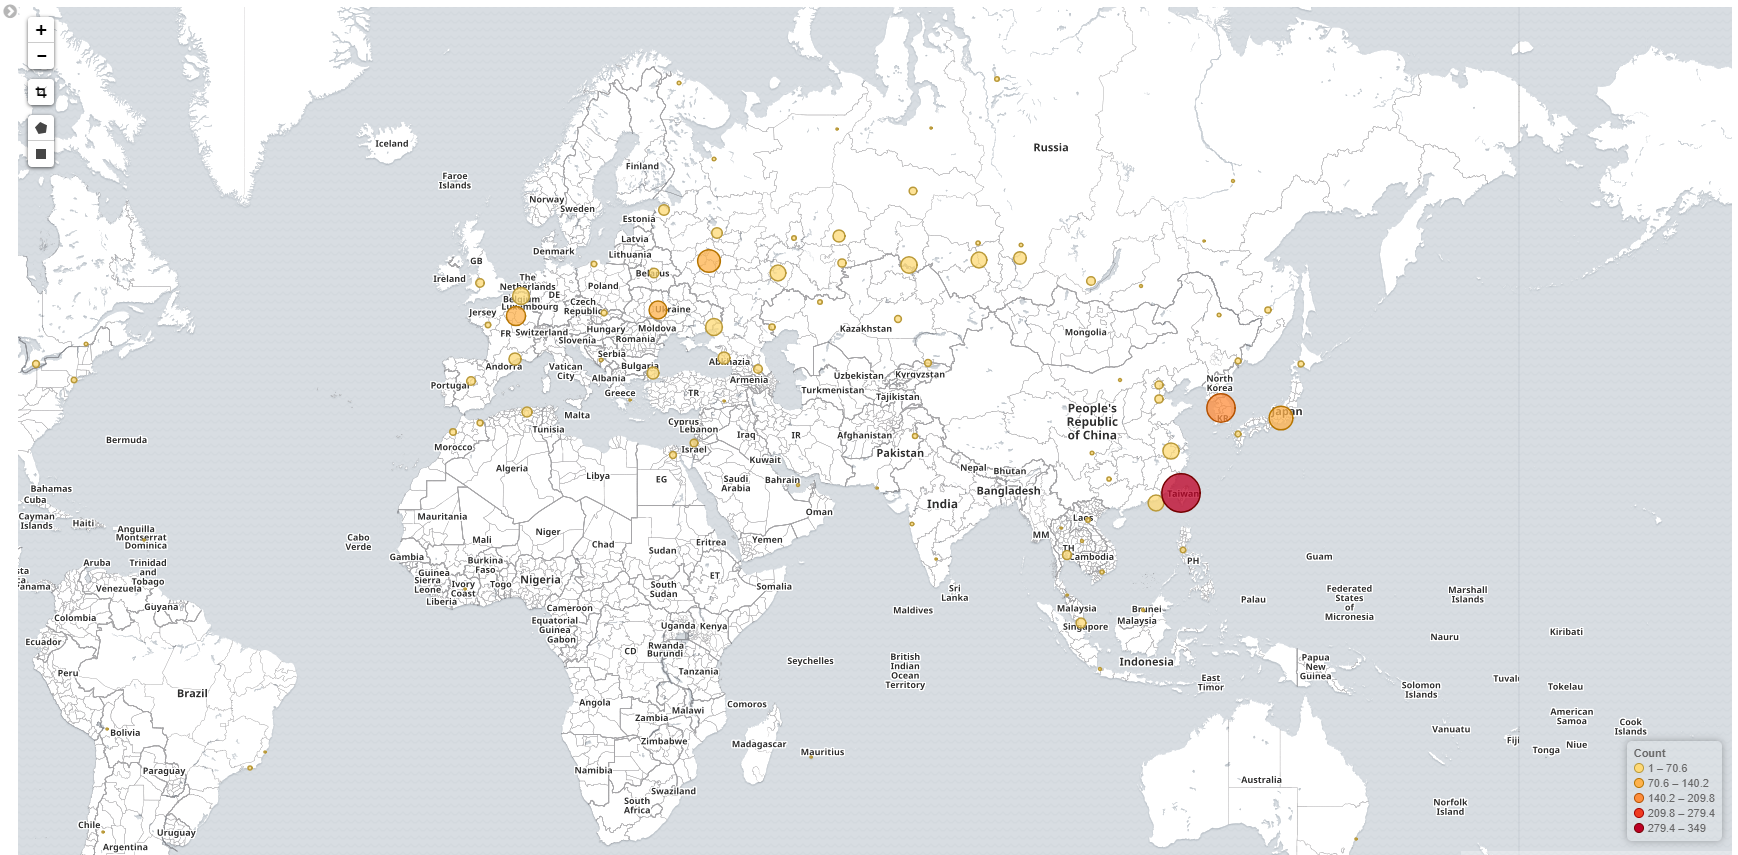 +
−
Iceland
Russia
Faroe
Islands
Finland
Norway
Sweden
Estonia
Latvia
Lithuania
Denmark
GB
Ireland
The
Netherlands
Belgium
Luxembourg
DE
Belarus
Poland
Czech
Republic
Ukraine
Jersey
FR
Switzerland
Hungary
Moldova
Romania
Slovenia
Serbia
Andorra
Vatican
City
Bulgaria
Albania
Greece
Portugal
Abkhazia
Armenia
TR
Kazakhstan
Uzbekistan
Kyrgyzstan
Turkmenistan
Tajikistan
Mongolia
North
Korea
KR
Japan
People's
Republic
of China
Malta
Tunisia
Cyprus
Lebanon
Israel
Iraq
IR
Afghanistan
Pakistan
Kuwait
Bahrain
Saudi
Arabia
Oman
Yemen
Nepal
Bhutan
Bangladesh
India
Taiwan
Laos
MM
TH
Cambodia
PH
Guam
Bermuda
Bahamas
Cuba
Cayman
Islands
Haiti
Anguilla
Montserrat
Dominica
Aruba
Trinidad
and
Tobago
Venezuela
Guyana
Colombia
Ecuador
Peru
Brazil
Bolivia
Paraguay
Chile
Uruguay
Argentina
Morocco
Algeria
Libya
EG
Mauritania
Mali
Niger
Chad
Sudan
Eritrea
Cabo
Verde
Gambia
Guinea
Sierra
Leone
Liberia
Ivory
Coast
Burkina
Faso
Togo
Nigeria
Cameroon
Equatorial
Guinea
Gabon
South
Sudan
ET
Somalia
Uganda
Kenya
CD
Rwanda
Burundi
Tanzania
Angola
Zambia
Malawi
Comoros
Zimbabwe
Madagascar
Mauritius
Namibia
Swaziland
South
Africa
Seychelles
Maldives
Sri
Lanka
British
Indian
Ocean
Territory
Malaysia
Singapore
Brunei
Malaysia
Indonesia
East
Timor
Palau
Federated
States
of
Micronesia
Marshall
Islands
Nauru
Kiribati
Papua
New
Guinea
Solomon
Islands
Tuvalu
Tokelau
American
Samoa
Cook
Islands
Vanuatu
Fiji
Tonga
Niue
Australia
Norfolk
Island
Count
1 – 70.6
70.6 – 140.2
140.2 – 209.8
209.8 – 279.4
279.4 – 349